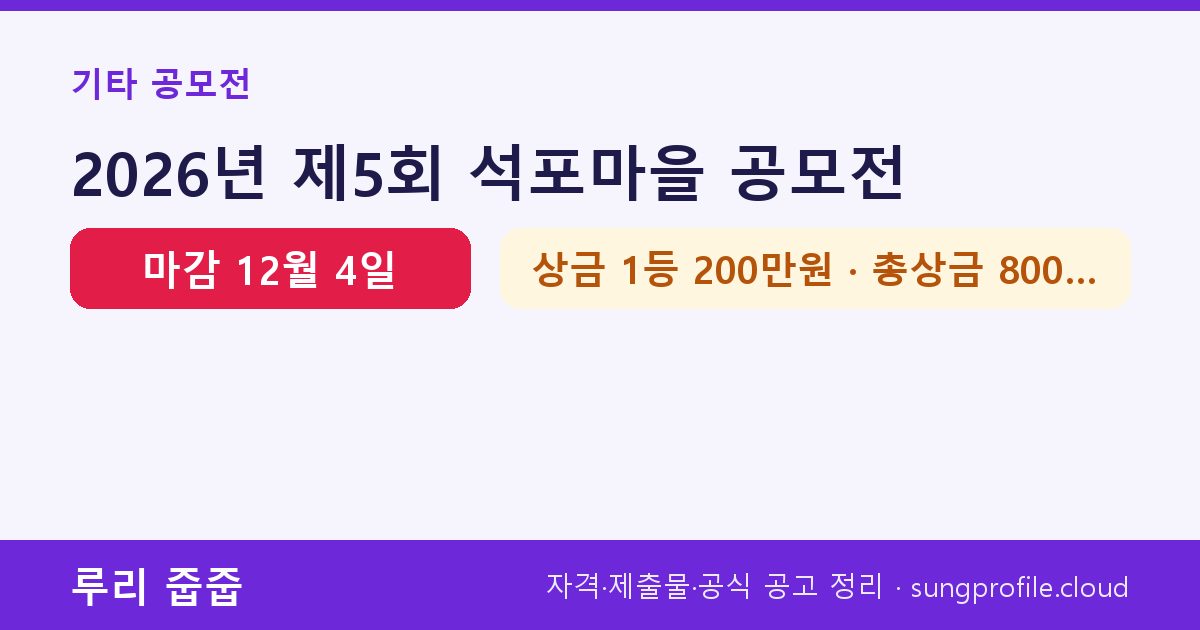 기타 공모전
2026년 제5회 석포마을 공모전
마감 12월 4일
상금 1등 200만원 · 총상금 800...
루리 줍줍
자격·제출물·공식 공고 정리 · sungprofile.cloud